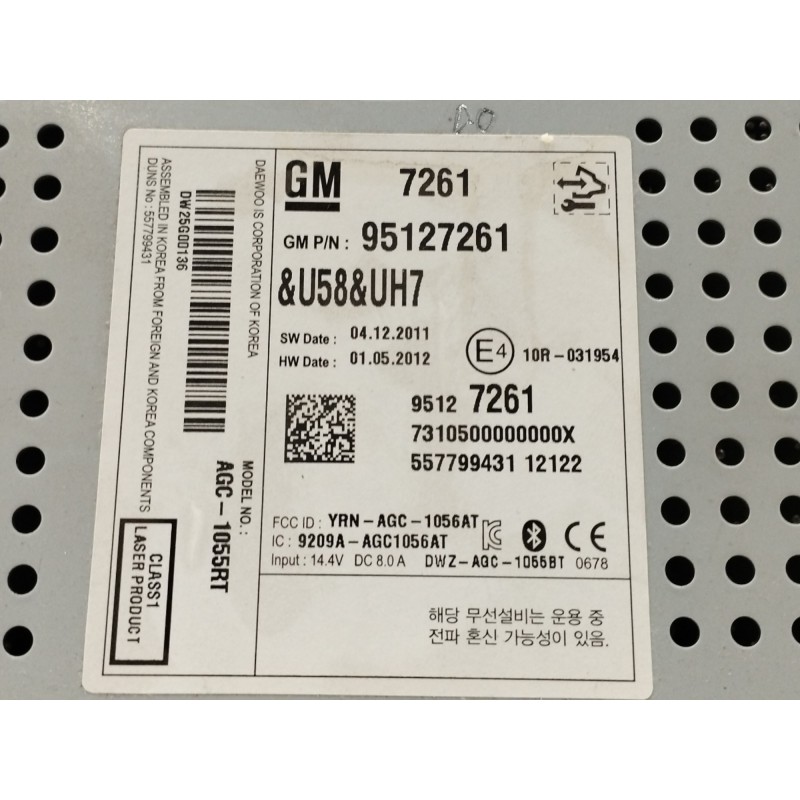 GM 7261
GM P/N : 95127261
&U58&UH7
SW Date : 04.12.2011
HW Date : 01.05.2012
E4 10R-031954
9512 7261
7310500000000X
557799431 12122
FCC ID : YRN-AGC-1056AT
IC : 9209A-AGC1056AT
Input : 14.4V DC 8.0 A DWZ-AGC-1055BT 0678
CE
해당 무선설비는 운용 중
전파 혼신 가능성이 있음.
DAEWOO IS CORPORATION OF KOREA
MODEL NO. :
AGC-1055RT
DW25G00136
ASSEMBLED IN KOREA FROM FOREIGN AND KOREA COMPONENTS
DUNS No : 557799431
CLASS1
LASER PRODUCT